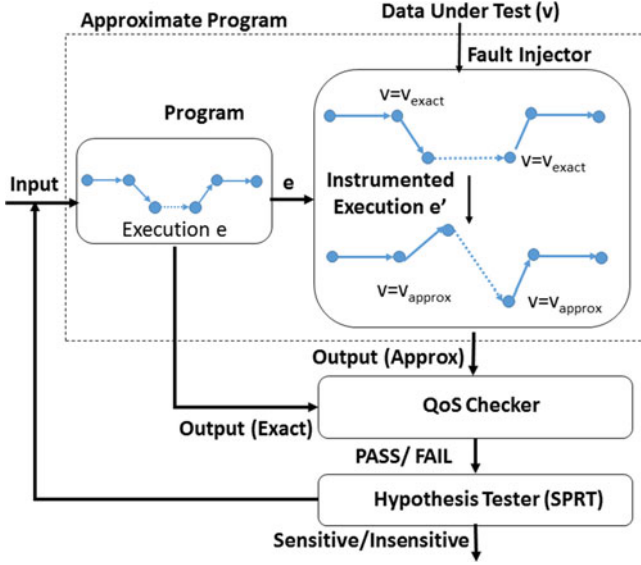 Approximate Program
Data Under Test (v)
Fault Injector
Program
V=Vexact
V=Vexact
Input
e
Execution e
Instrumented
Execution e’
V=Vapprox
V=Vapprox
Output (Approx)
QoS Checker
Output (Exact)
PASS/ FAIL
Hypothesis Tester (SPRT)
Sensitive/Insensitive